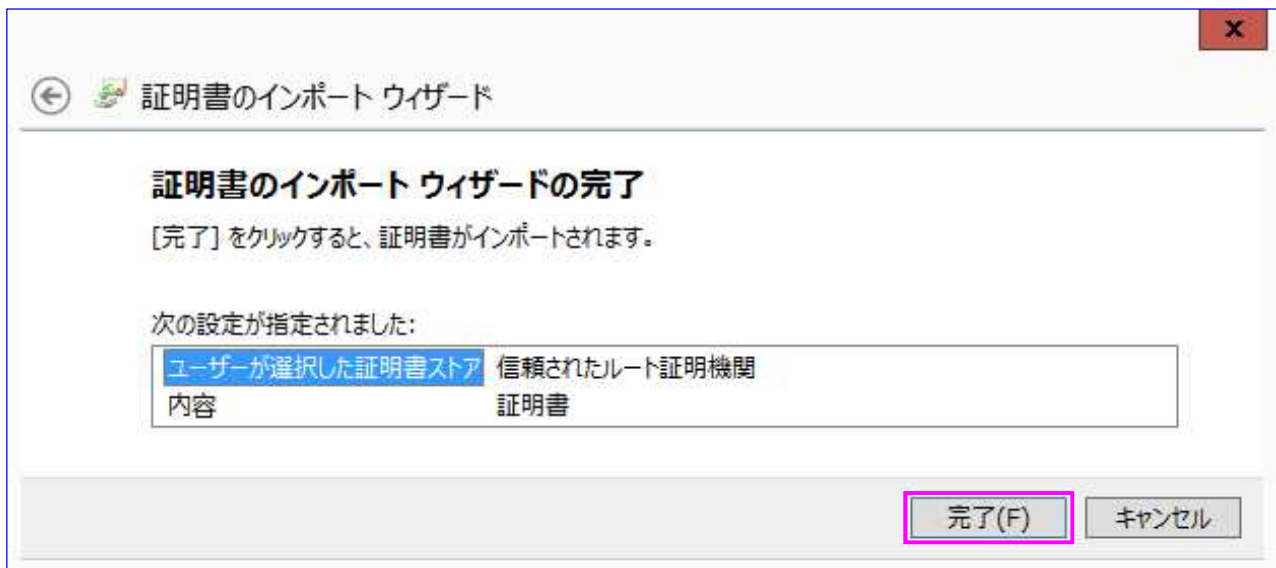 証明書のインポート ウィザード
証明書のインポート ウィザードの完了
[完了] をクリックすると、証明書がインポートされます。
次の設定が指定されました:
ユーザーが選択した証明書ストア 信頼されたルート証明機関
内容 証明書
完了(F) キャンセル